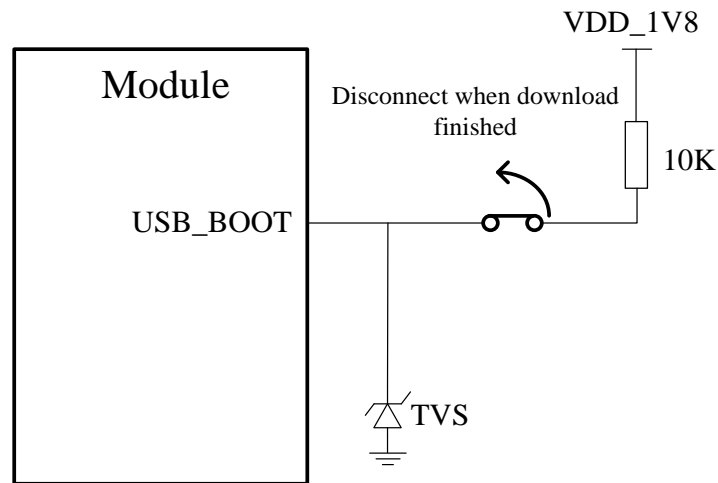 VDD_1V8
Module
Disconnect when download
finished
10K
USB_BOOT
TVS